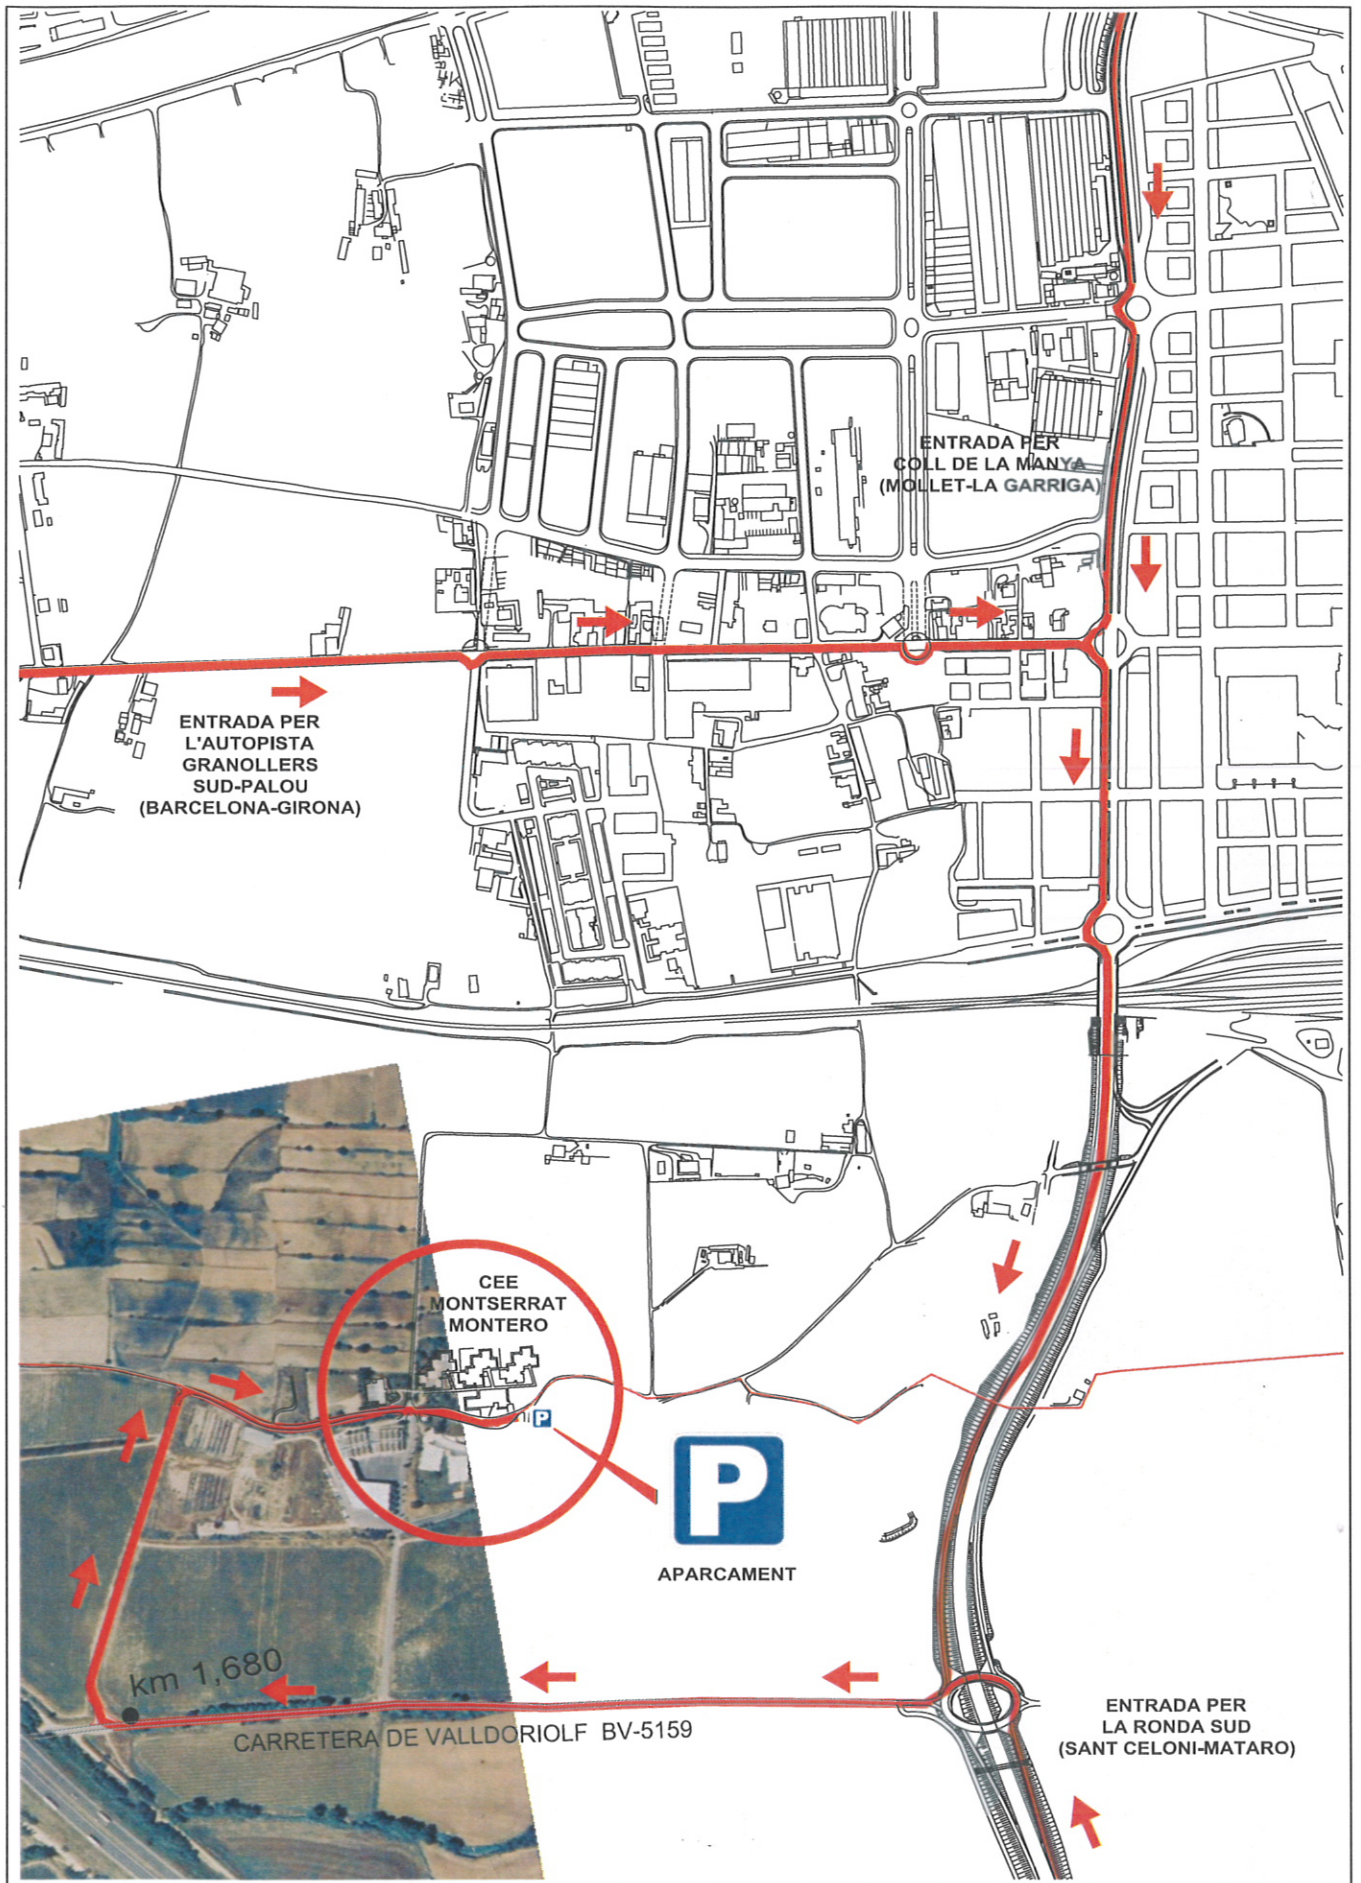 ENTRADA PER
COLL DE LA MANYA
(MOLLET-LA GARRIGA)
ENTRADA PER
L'AUTOPISTA
GRANOLLERS
SUD-PALOU
(BARCELONA-GIRONA)
CEE
MONTSERRAT
MONTERO
P
P
APARCAMENT
km 1,680
CARRETERA DE VALLDORIOLF BV-5159
ENTRADA PER
LA RONDA SUD
(SANT CELONI-MATARO)